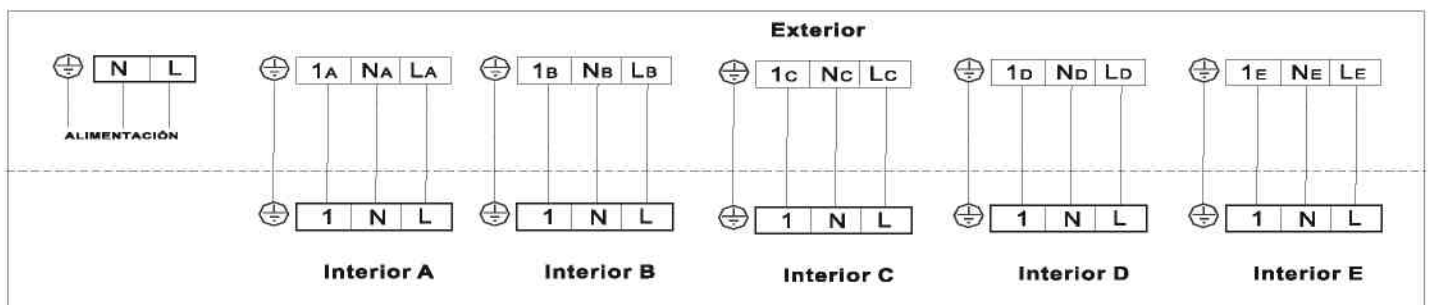 Exterior
N L 1A NA LA 1B NB LB 1C NC LC 1D ND LD 1E NE LE
ALIMENTACIÓN
1 N L 1 N L 1 N L 1 N L 1 N L
Interior A Interior B Interior C Interior D Interior E